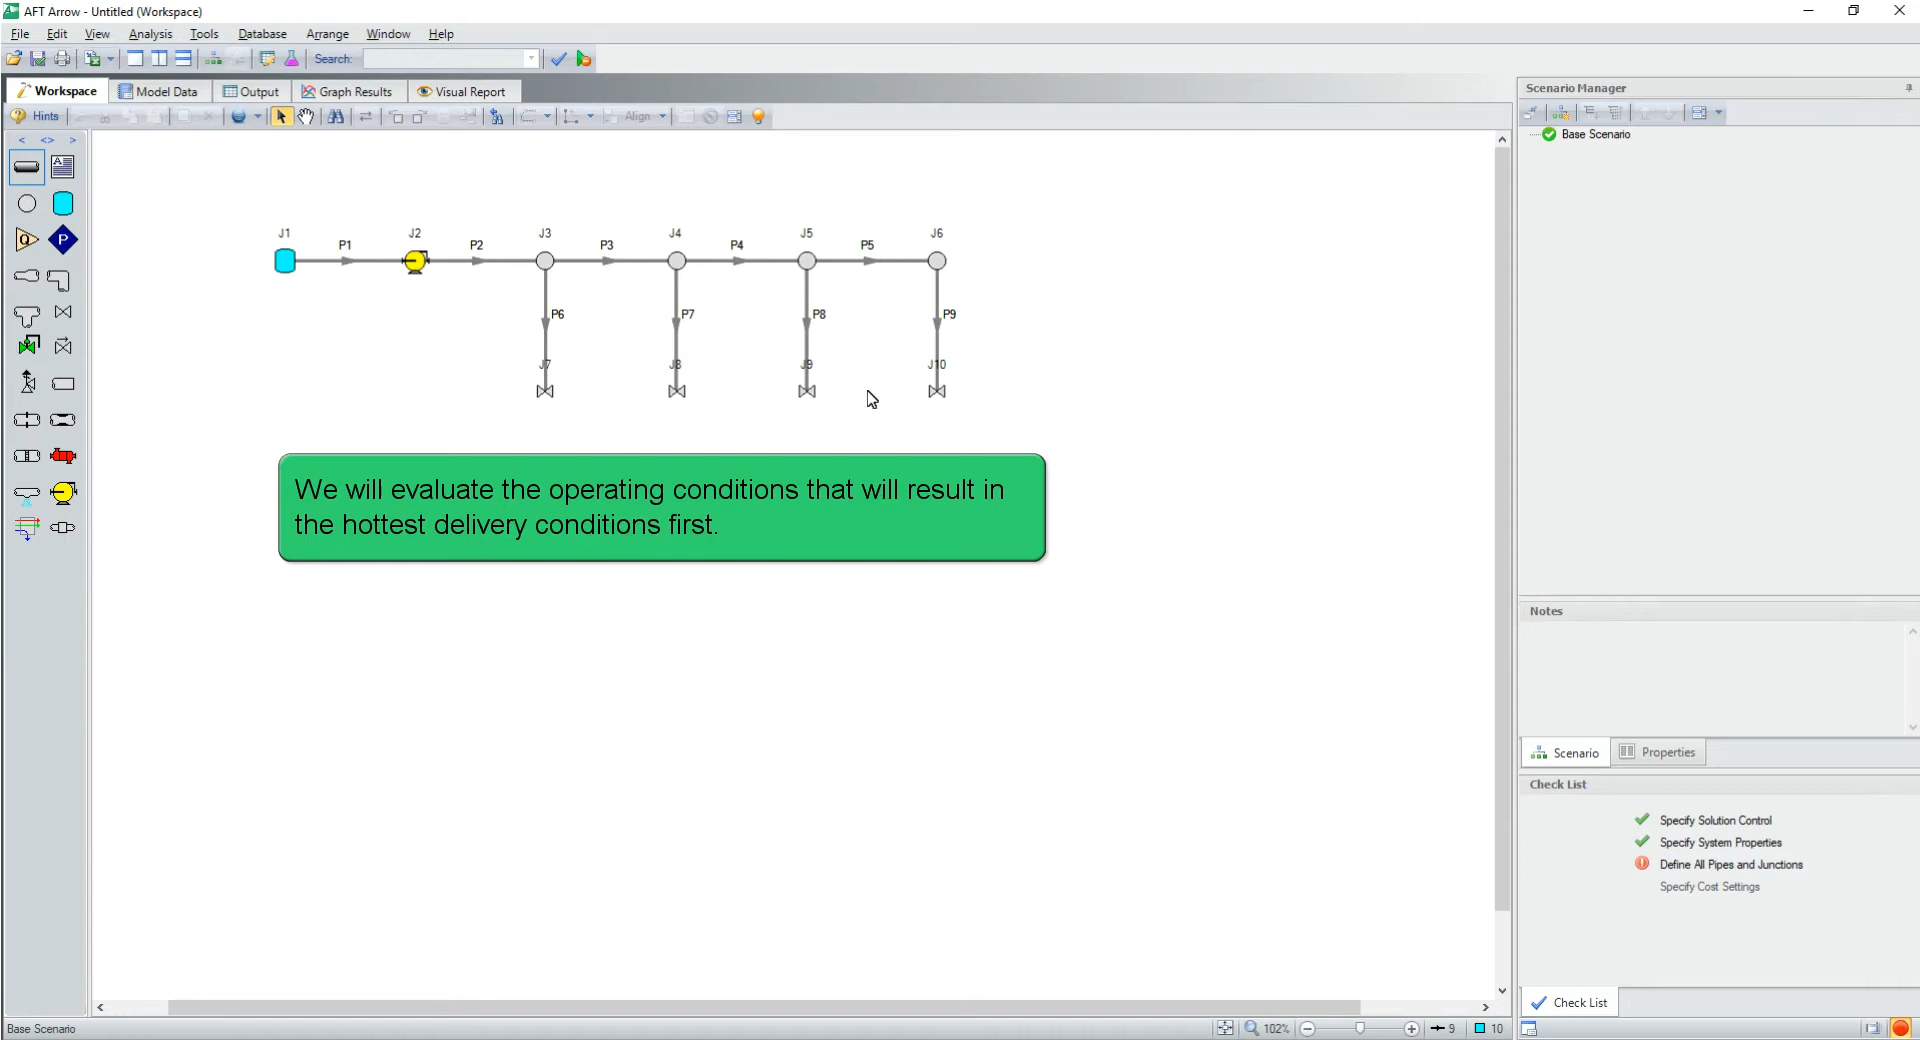 AFT Arrow - Untitled (Workspace)
File Edit View Analysis Tools Database Arrange Window Help
Search:
Workspace Model Data Output Graph Results Visual Report
Hints Align
Scenario Manager
Base Scenario
J1 J2 J3 J4 J5 J6
P1 P2 P3 P4 P5
P6 P7 P8 P9
J7 J8 J9 J10
A
Q P
We will evaluate the operating conditions that will result in
the hottest delivery conditions first.
Notes
Scenario Properties
Check List
Specify Solution Control
Specify System Properties
Define All Pipes and Junctions
Specify Cost Settings
Check List
Base Scenario 102% 9 10